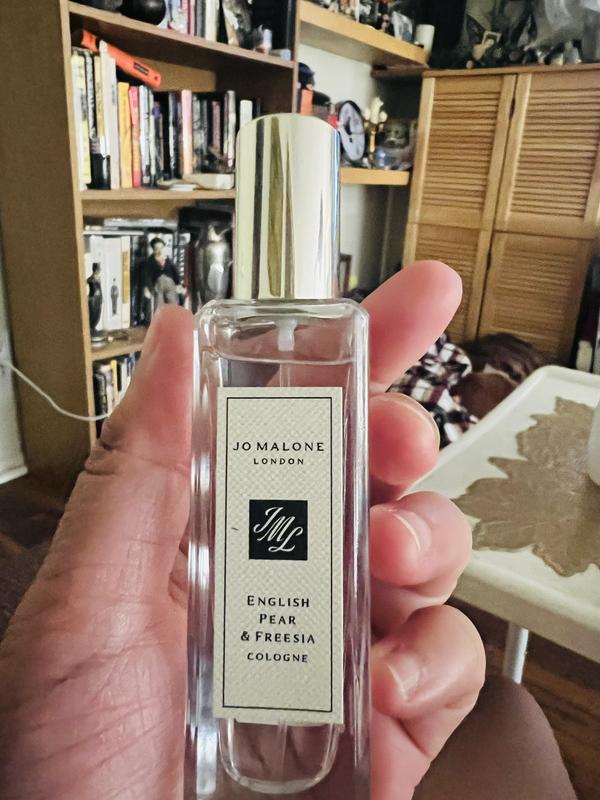 JO MALONE
LONDON
JML
ENGLISH
PEAR
& FREESIA
COLOGNE